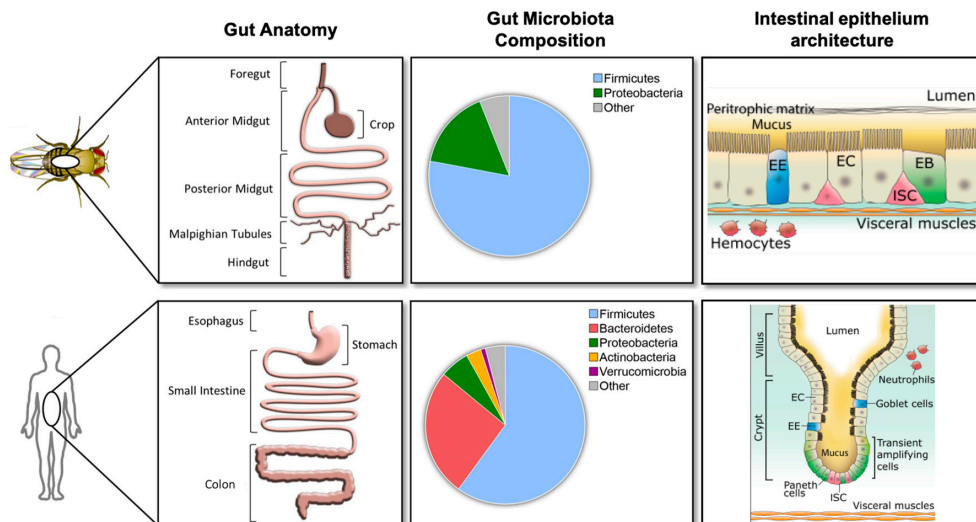 Gut Anatomy
Gut Microbiota
Composition
Intestinal epithelium
architecture
Foregut
Anterior Midgut
Crop
Posterior Midgut
Malpighian Tubules
Hindgut
Firmicutes
Proteobacteria
Other
Lumen
Peritrophic matrix
Mucus
EE
EC
EB
ISC
Visceral muscles
Hemocytes
Esophagus
Stomach
Small Intestine
Colon
Firmicutes
Bacteroidetes
Proteobacteria
Actinobacteria
Verrucomicrobia
Other
Villus
Lumen
Neutrophils
Crypt
EC
Goblet cells
EE
Mucus
Transient
amplifying
cells
Paneth
cells
ISC
Visceral muscles